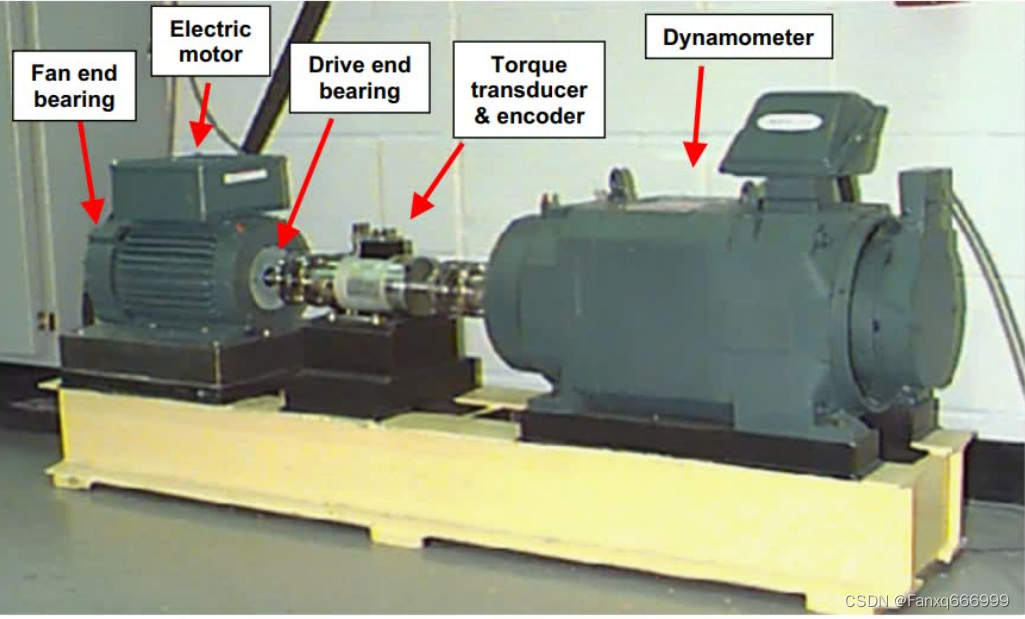 Fan end
bearing
Electric
motor
Drive end
bearing
Torque
transducer
& encoder
Dynamometer
CSDN @Fanxq666999